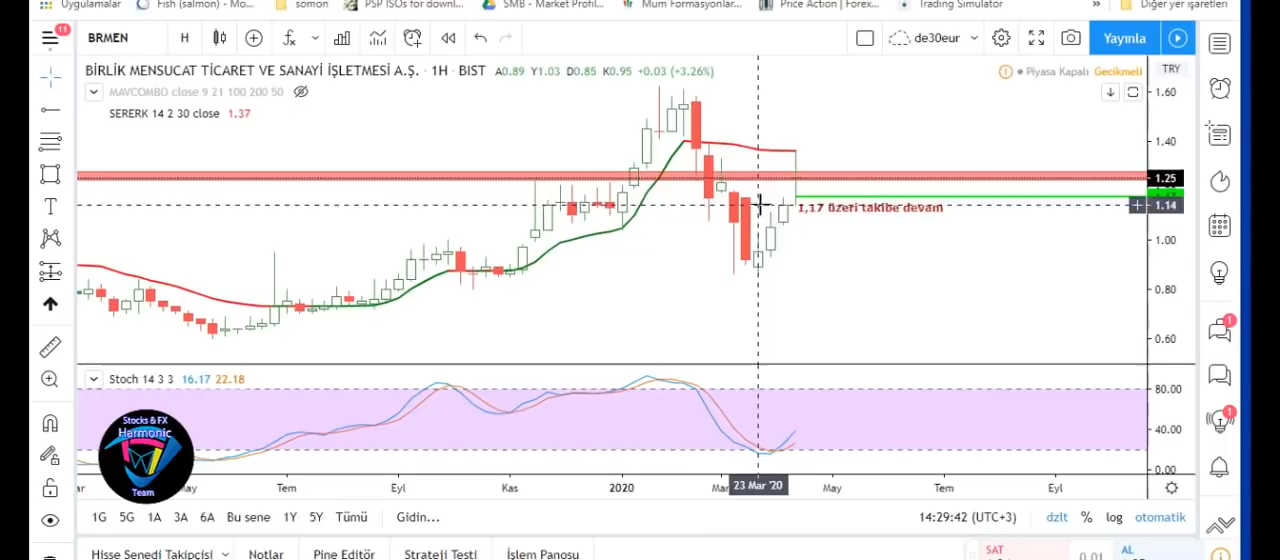 Uygulamalar Fish (salmon) - Mo... somon PSP ISOs for downl... SMB - Market Profil... Mum Formasyonlar... Price Action | Forex... Trading Simulator » Diğer yer işaretleri
11
BRMEN H de30eur Yayınla
BİRLİK MENSUCAT TİCARET VE SANAYİ İŞLETMESİ A.Ş. · 1H · BIST A0.89 Y1.03 D0.85 K0.95 +0.03 (+3.26%) Piyasa Kapalı Gecikmeli TRY
MAVCOMBO close 9 21 100 200 50
SERERK 14 2 30 close 1.37
1.60
1.40
1.25
1.14
1,17 üzeri takibe devam
1.00
0.80
0.60
1
Stoch 14 3 3 16.17 22.18
80.00
40.00
0.00
1
Stocks & FX
Harmonic
Team
May Tem Eyl Kas 2020 Mar 23 Mar '20 May Tem Eyl
1G 5G 1A 3A 6A Bu sene 1Y 5Y Tümü Gidin... 14:29:42 (UTC+3) dzlt % log otomatik
Hisse Senedi Takipçisi Notlar Pine Editör Strateji Testi İşlem Panosu SAT 0.01 AL